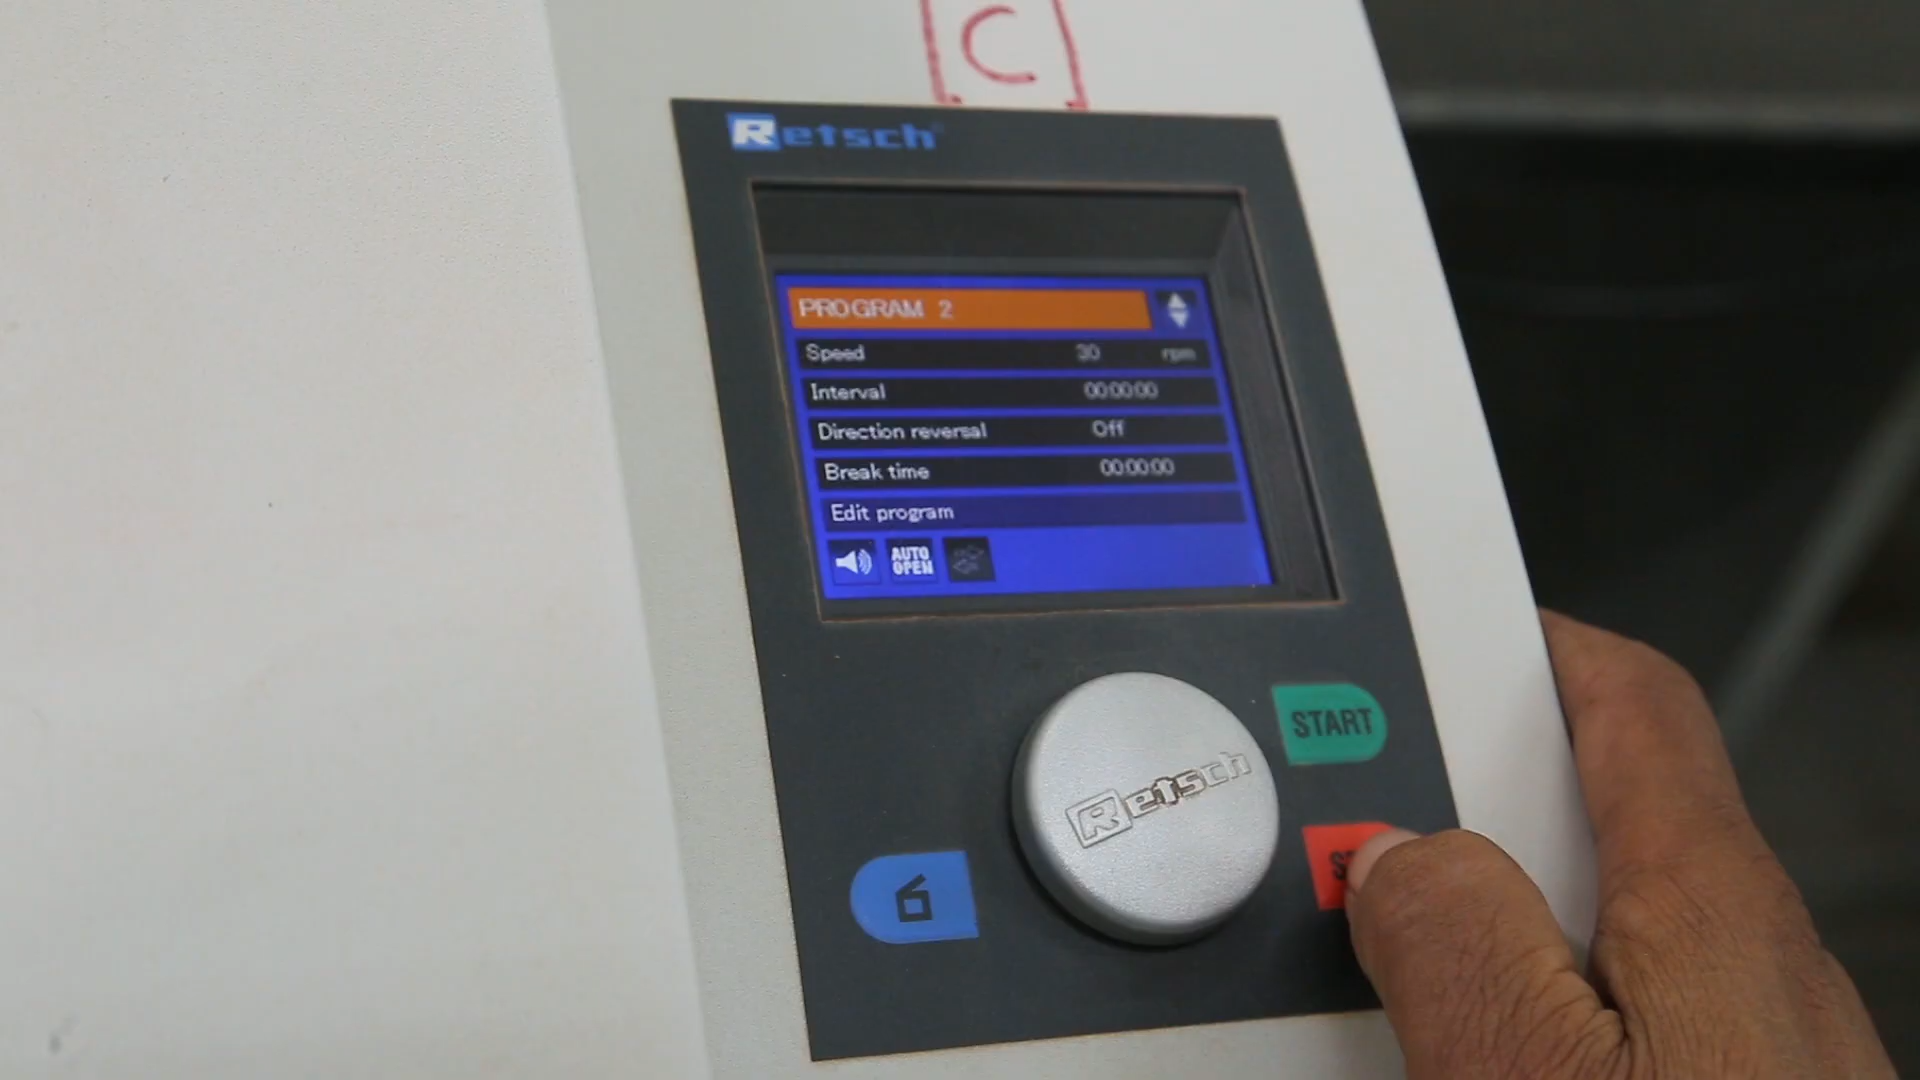 C
Retsch
PROGRAM 2
Speed 30 rpm
Interval 00:00:00
Direction reversal Off
Break time 00:00:00
Edit program
AUTO OPEN
START
Retsch